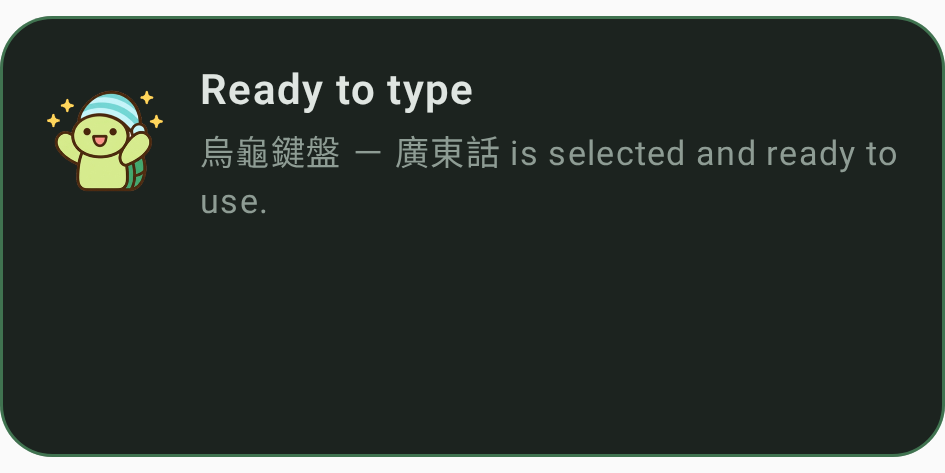 Ready to type
烏龜鍵盤 － 廣東話 is selected and ready to
use.